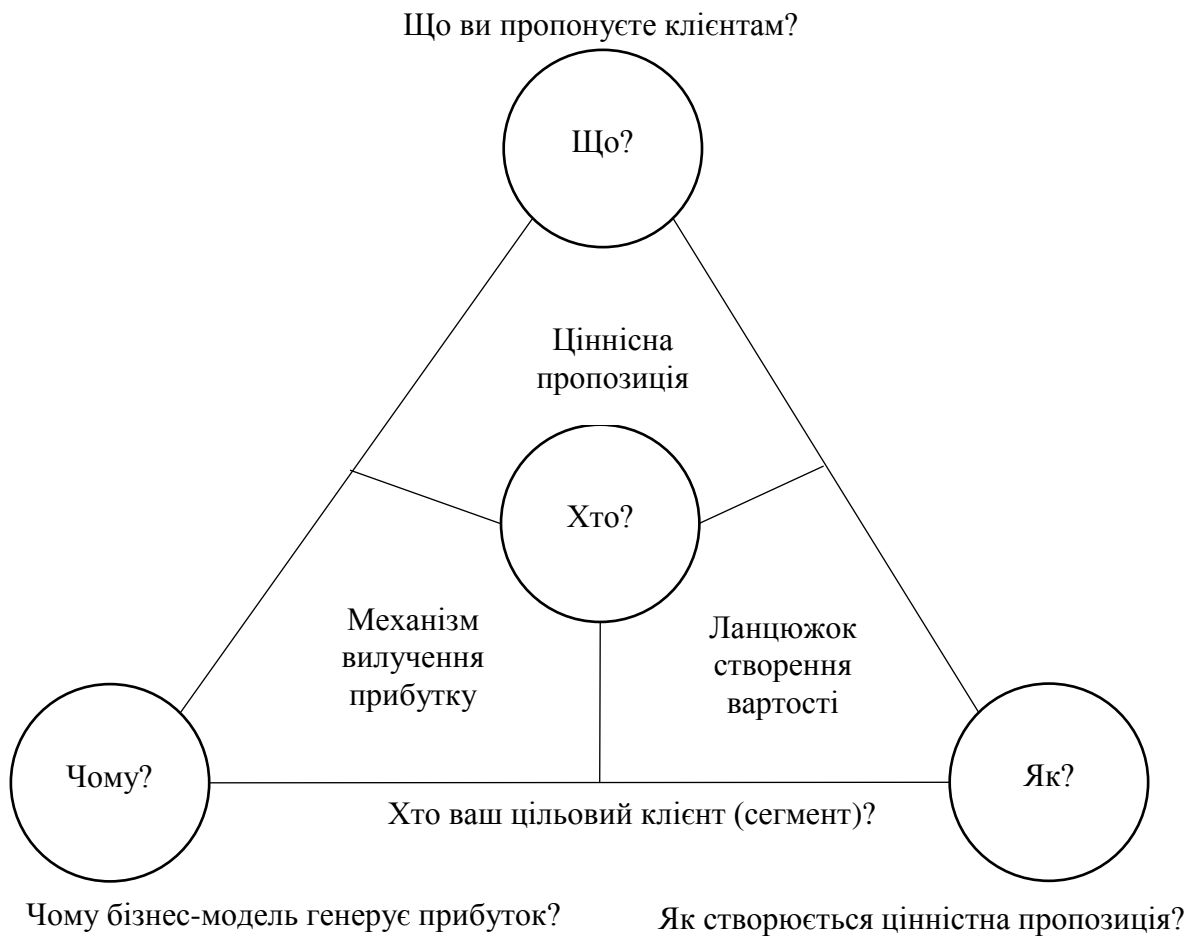 Що ви пропонуєте клієнтам?
Що?
Ціннісна
пропозиція
Хто?
Механізм
вилучення
прибутку
Ланцюжок
створення
вартості
Чому?
Як?
Хто ваш цільовий клієнт (сегмент)?
Чому бізнес-модель генерує прибуток?
Як створюється цінністна пропозиція?